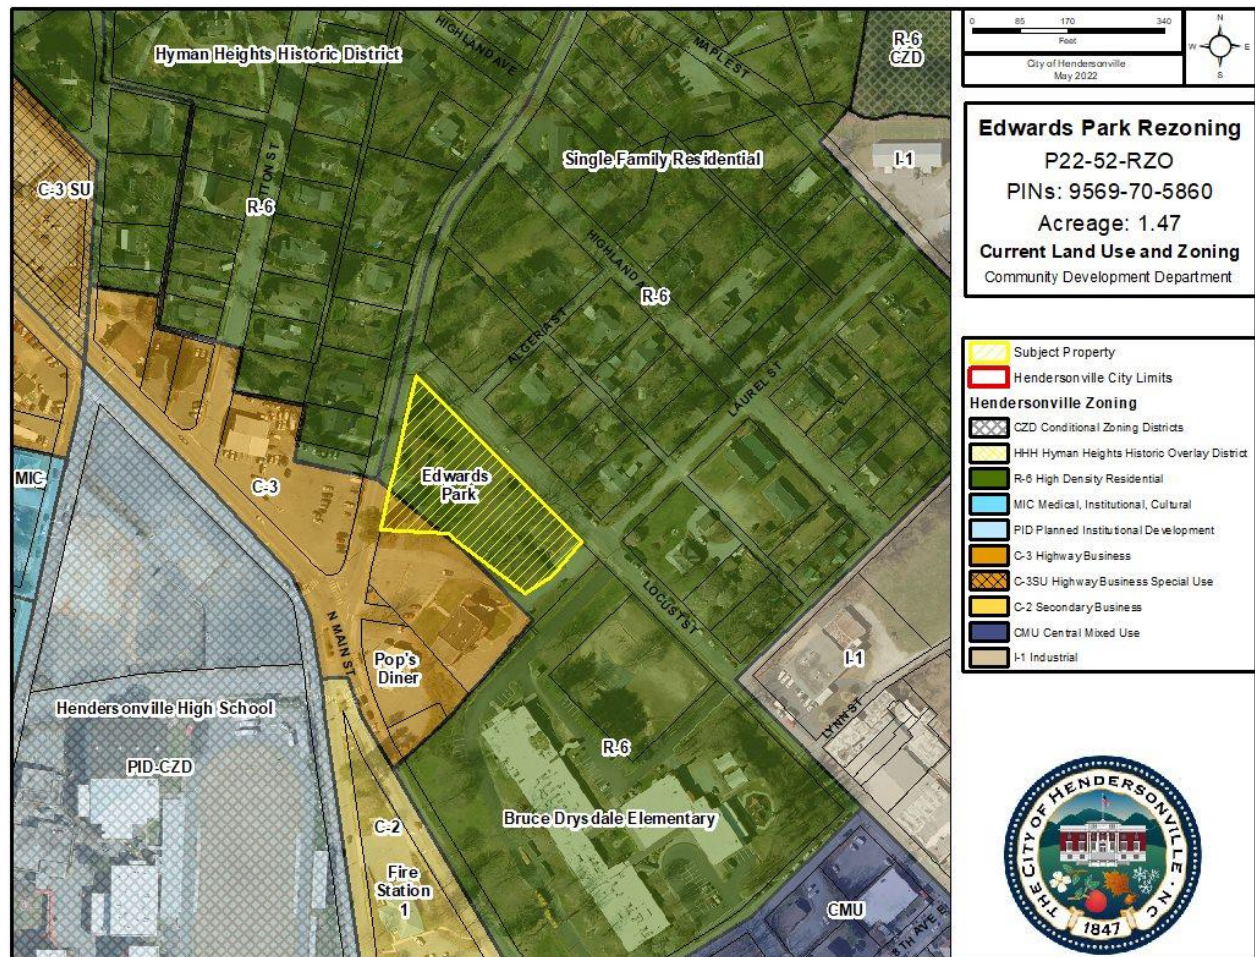 Hyman Heights Historic District
HIGHLAND AVE
MAPLE ST
R-6
CZD
C-3 SU
R-6
Single Family Residential
I-1
HIGHLAND A
R-6
ALGERIA ST
LAUREL ST
MIC
C-3
Edwards
Park
LOCUST ST
N MAIN ST
Pop's
Diner
I-1
LYNN ST
Hendersonville High School
PID-CZD
R-6
C-2
Bruce Drysdale Elementary
Fire
Station
1
CMU
8TH AVE E
0 85 170 340
Feet
City of Hendersonville
May 2022
N
W E
S
Edwards Park Rezoning
P22-52-RZO
PINs: 9569-70-5860
Acreage: 1.47
Current Land Use and Zoning
Community Development Department
Subject Property
Hendersonville City Limits
Hendersonville Zoning
CZD Conditional Zoning Districts
HHH Hyman Heights Historic Overlay District
R-6 High Density Residential
MIC Medical, Institutional, Cultural
PID Planned Institutional Development
C-3 Highway Business
C-3SU Highway Business Special Use
C-2 Secondary Business
CMU Central Mixed Use
I-1 Industrial
THE CITY OF HENDERSONVILLE N.C.
1847